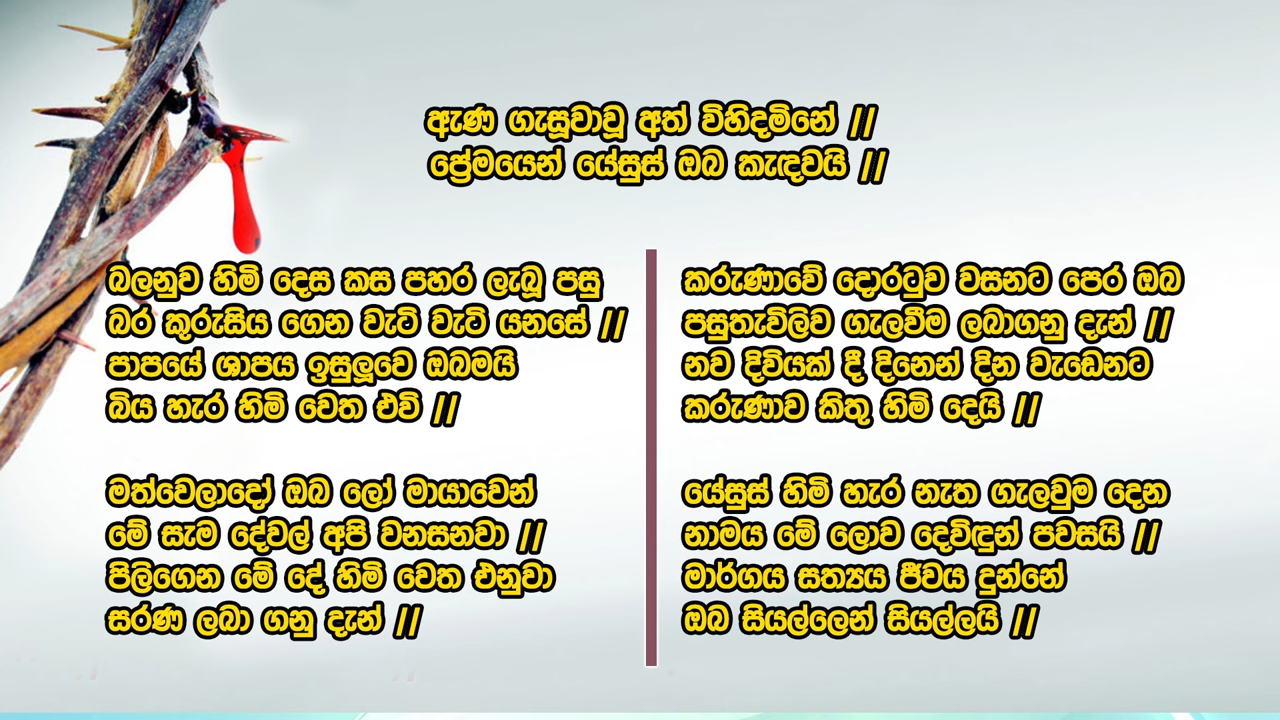 ඇණ ගැසූවාවූ අත් විහිදමිනේ //
ප්‍රේමයෙන් යේසුස් ඔබ කැඳවයි //
බලනුව හිමි දෙස කස පහර ලැබූ පසු
බර කුරුසිය ගෙන වැටි වැටි යනසේ //
පාපයේ ශාපය ඉසුලූවෙ ඔබමයි
බිය හැර හිමි වෙත එව් //
මත්වෙලාදෝ ඔබ ලෝ මායාවෙන්
මේ සැම දේවල් අපි වනසනවා //
පිලිගෙන මේ දේ හිමි වෙත එනුවා
සරණ ලබා ගනු දැන් //
කරුණාවේ දොරටුව වසනට පෙර ඔබ
පසුතැවිලිව ගැලවීම ලබාගනු දැන් //
නව දිවියක් දී දිනෙන් දින වැඩෙනට
කරුණාව කිතු හිමි දෙයි //
යේසුස් හිමි හැර නැත ගැලවුම දෙන
නාමය මේ ලොව දෙවිඳුන් පවසයි //
මාර්ගය සත්‍යය ජීවය දුන්නේ
ඔබ සියල්ලෙන් සියල්ලයි //